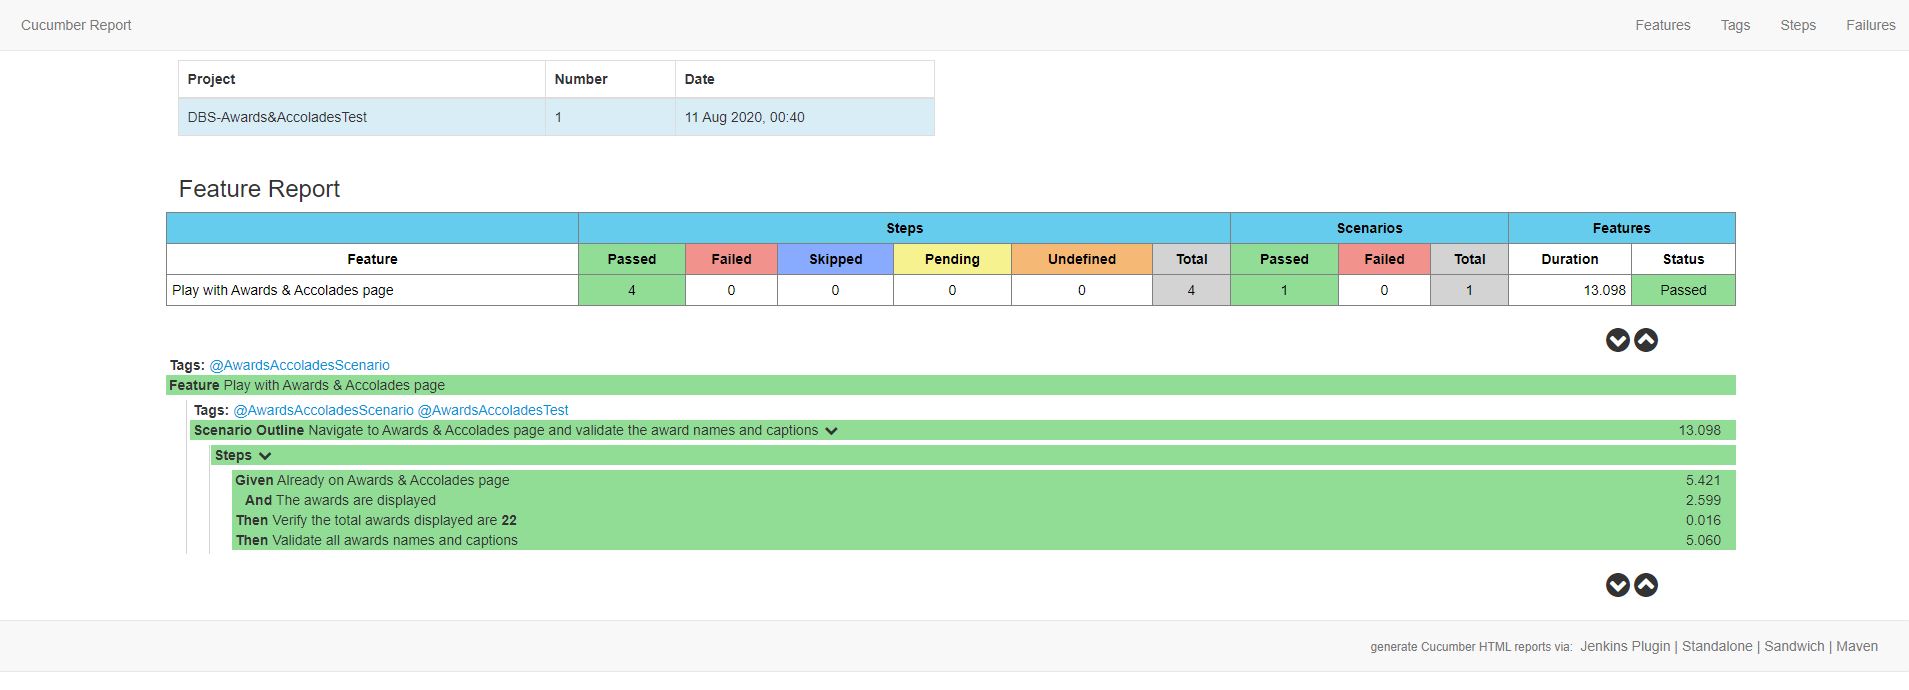 Cucumber Report Features Tags Steps Failures
Project Number Date
DBS-Awards&AccoladesTest 1 11 Aug 2020, 00:40
Feature Report
Steps Scenarios Features
Feature Passed Failed Skipped Pending Undefined Total Passed Failed Total Duration Status
Play with Awards & Accolades page 4 0 0 0 0 4 1 0 1 13.098 Passed
Tags: @AwardsAccoladesScenario
Feature Play with Awards & Accolades page
Tags: @AwardsAccoladesScenario @AwardsAccoladesTest
Scenario Outline Navigate to Awards & Accolades page and validate the award names and captions 13.098
Steps
Given Already on Awards & Accolades page 5.421
And The awards are displayed 2.599
Then Verify the total awards displayed are 22 0.016
Then Validate all awards names and captions 5.060
generate Cucumber HTML reports via: Jenkins Plugin | Standalone | Sandwich | Maven